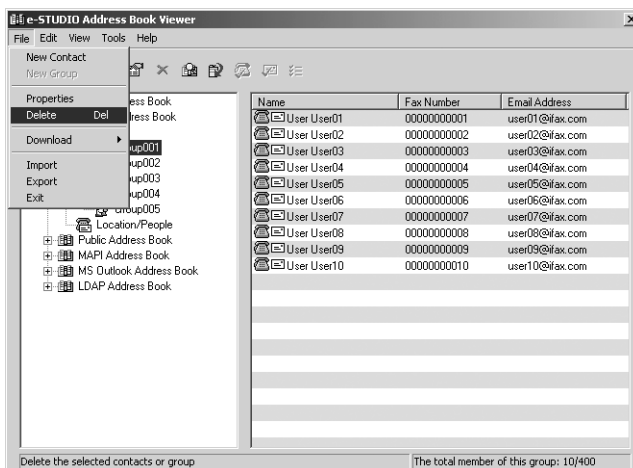 e-STUDIO Address Book Viewer
File Edit View Tools Help
New Contact
New Group
Properties
Delete Del
Download
Import
Export
Exit
ess Book
ress Book
oup001
oup002
oup003
oup004
Group005
Location/People
Public Address Book
MAPI Address Book
MS Outlook Address Book
LDAP Address Book
Name Fax Number Email Address
User User01 00000000001 user01@ifax.com
User User02 00000000002 user02@ifax.com
User User03 00000000003 user03@ifax.com
User User04 00000000004 user04@ifax.com
User User05 00000000005 user05@ifax.com
User User06 00000000006 user06@ifax.com
User User07 00000000007 user07@ifax.com
User User08 00000000008 user08@ifax.com
User User09 00000000009 user09@ifax.com
User User10 00000000010 user10@ifax.com
Delete the selected contacts or group The total member of this group: 10/400